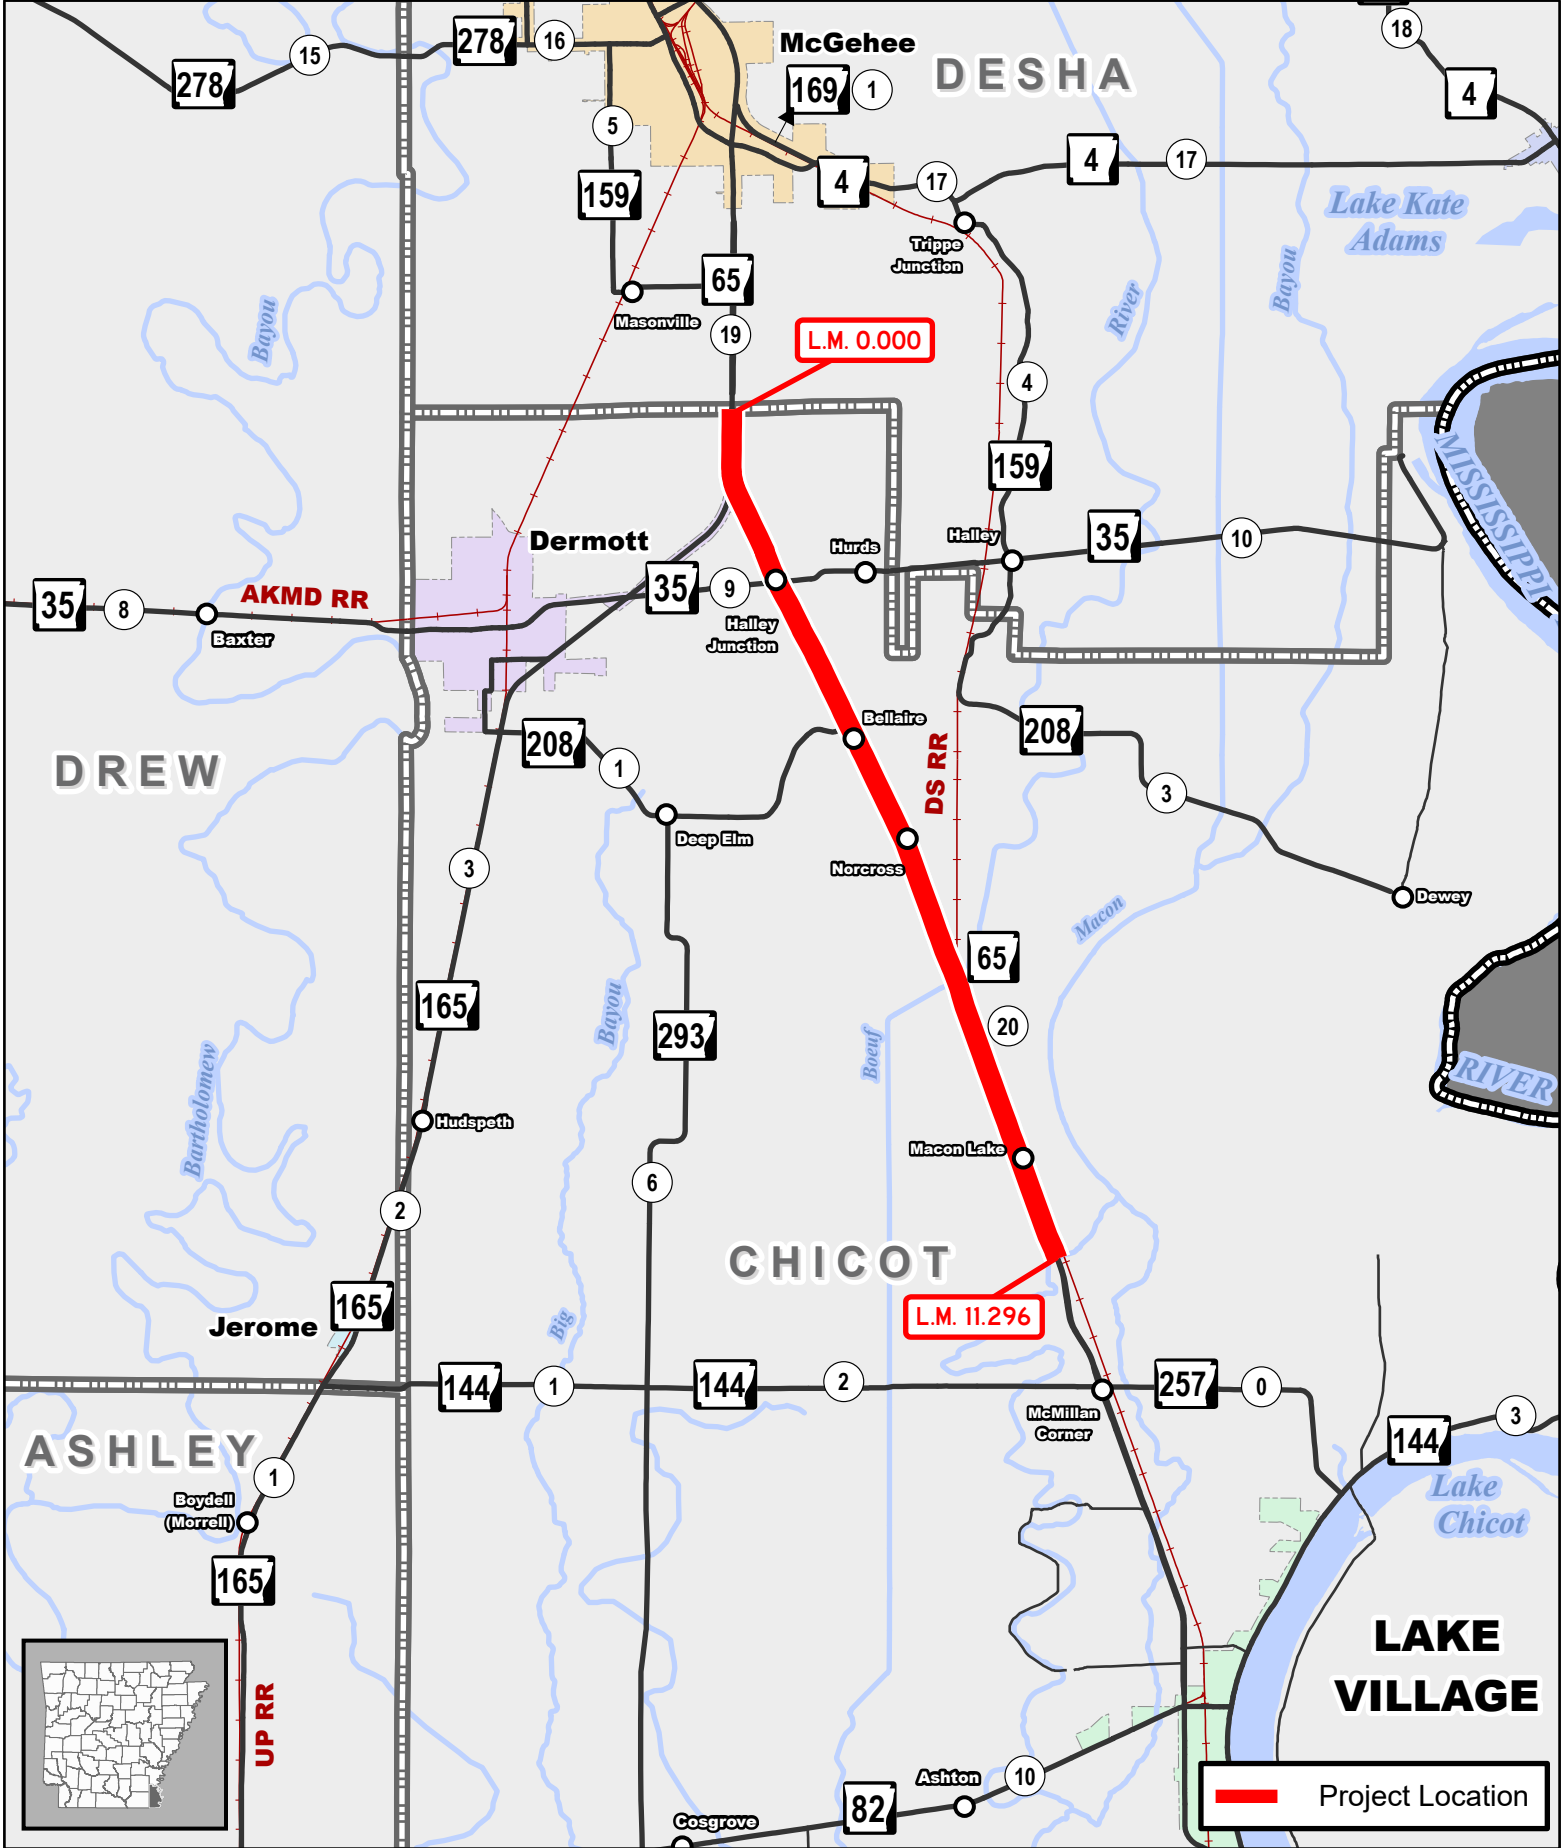 18
278
16
McGehee
DESHA
15
278
169
1
4
5
159
4
17
4
17
Lake Kate
Adams
Trippe
Junction
65
Masonville
River
Bayou
Bayou
19
L.M. 0.000
4
159
MISSISSIPPI
Dermott
Hurds
Halley
35
10
35
8
AKMD RR
35
9
Baxter
Halley
Junction
Bellaire
208
1
208
DREW
DS RR
3
Deep Elm
Norcross
3
Dewey
Macon
65
165
Bayou
293
20
Boeuf
RIVER
Bartholomew
Hudspeth
Macon Lake
6
2
CHICOT
165
Jerome
L.M. 11.296
Big
144
1
144
2
257
0
McMillan
Corner
144
3
ASHLEY
1
Lake
Chicot
Boydell
(Morrell)
165
LAKE
VILLAGE
UP RR
Ashton
10
82
Cosgrove
Project Location